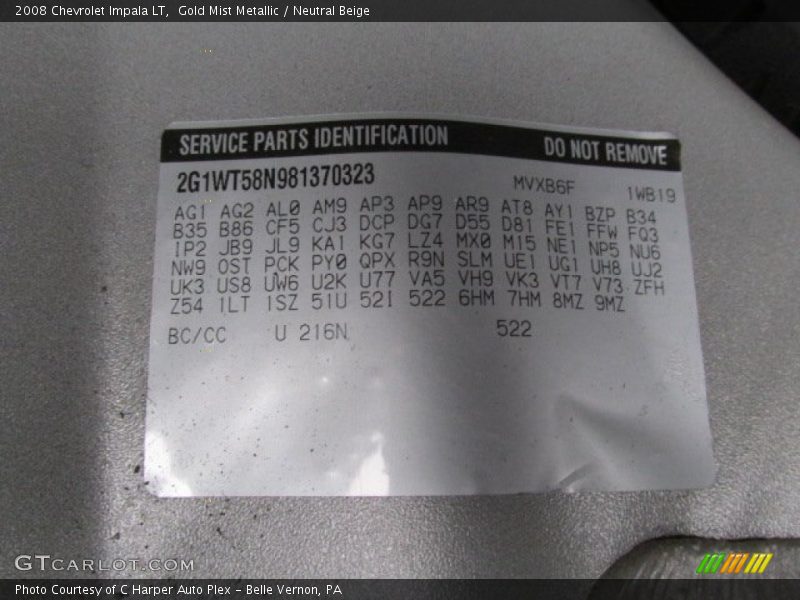 2008 Chevrolet Impala LT,  Gold Mist Metallic / Neutral Beige
SERVICE PARTS IDENTIFICATION DO NOT REMOVE
2G1WT58N981370323 MVXB6F 1WB19
AG1 AG2 AL0 AM9 AP3 AP9 AR9 AT8 AY1 BZP B34
B35 B86 CF5 CJ3 DCP DG7 D55 D81 FE1 FFW FQ3
IP2 JB9 JL9 KA1 KG7 LZ4 MX0 M15 NE1 NP5 NU6
NW9 OST PCK PY0 QPX R9N SLM UE1 UG1 UH8 UJ2
UK3 US8 UW6 U2K U77 VA5 VH9 VK3 VT7 V73 ZFH
Z54 1LT 1SZ 51U 52I 522 6HM 7HM 8MZ 9MZ
BC/CC U 216N 522
GTCARLOT.COM
Photo Courtesy of C Harper Auto Plex – Belle Vernon, PA